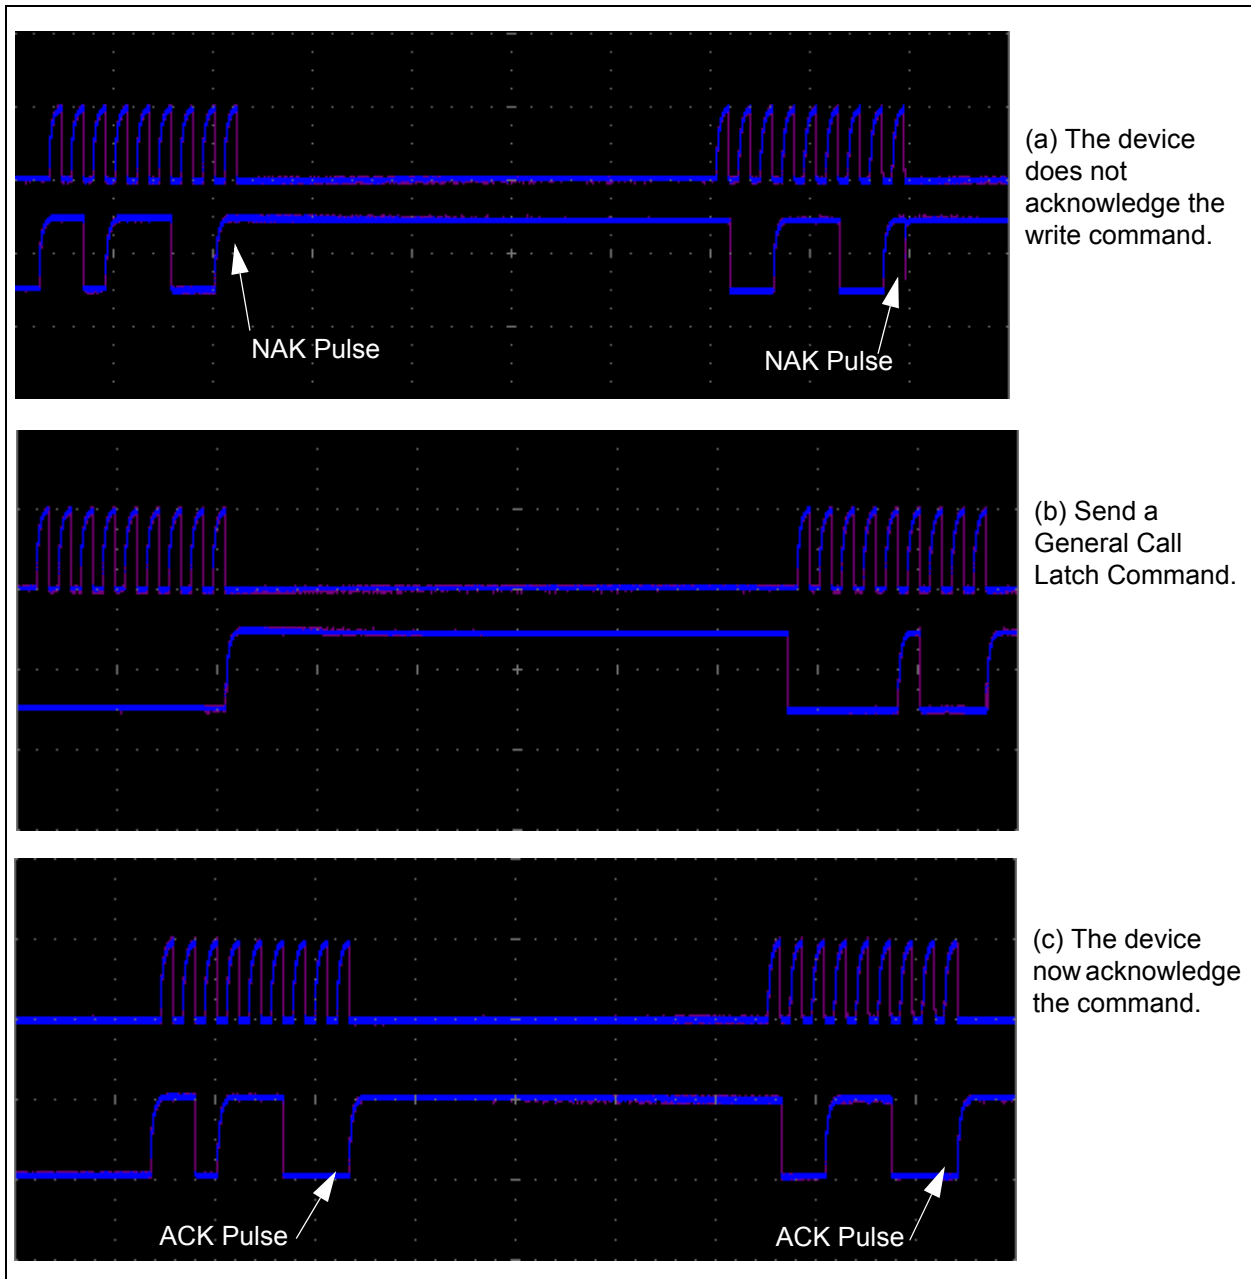 (a) The device
does not
acknowledge the
write command.
NAK Pulse
NAK Pulse
(b) Send a
General Call
Latch Command.
(c) The device
now acknowledge
the command.
ACK Pulse
ACK Pulse